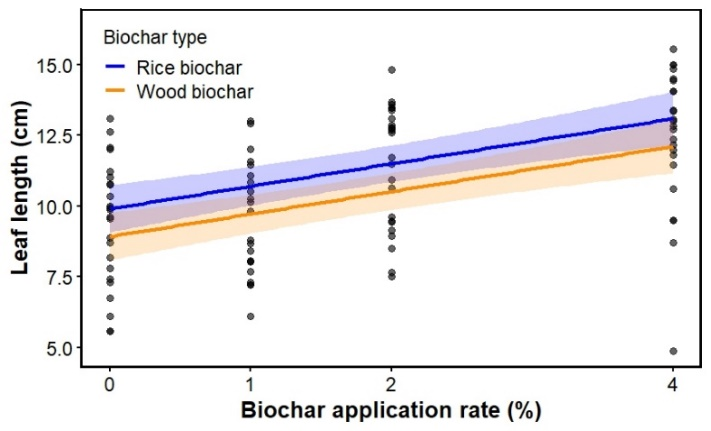 Biochar type
Rice biochar
Wood biochar
Leaf length (cm)
15.0
12.5
10.0
7.5
5.0
0 1 2 4
Biochar application rate (%)